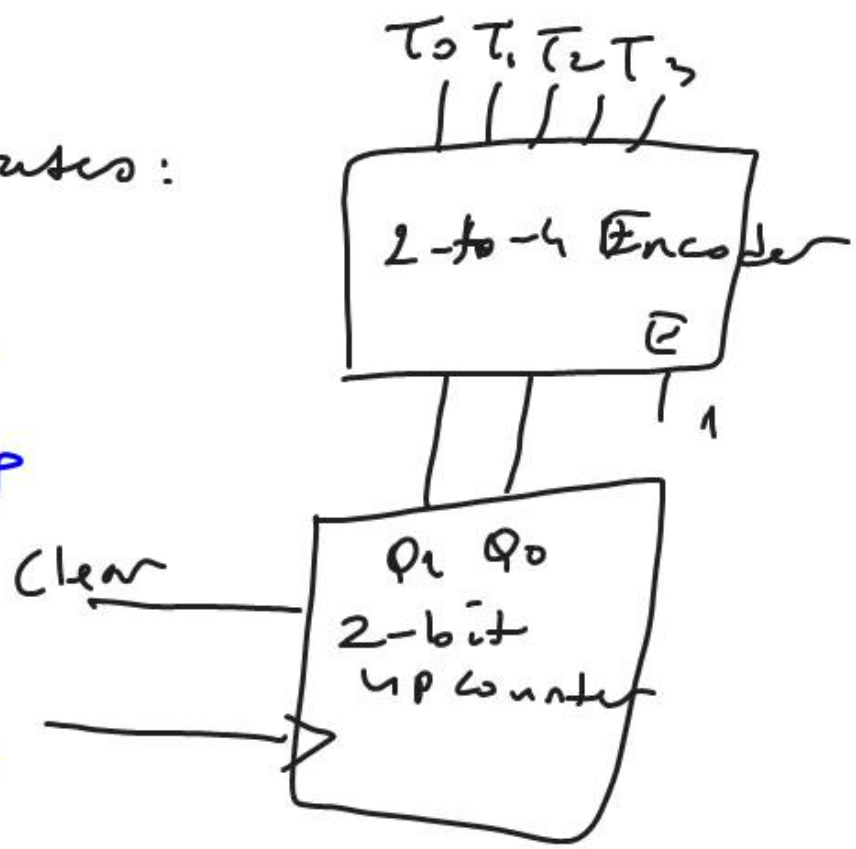 T0 T1 T2 T3
2-to-4 Encoder
E
1
Clear
Q1 Q0
2-bit
up counter